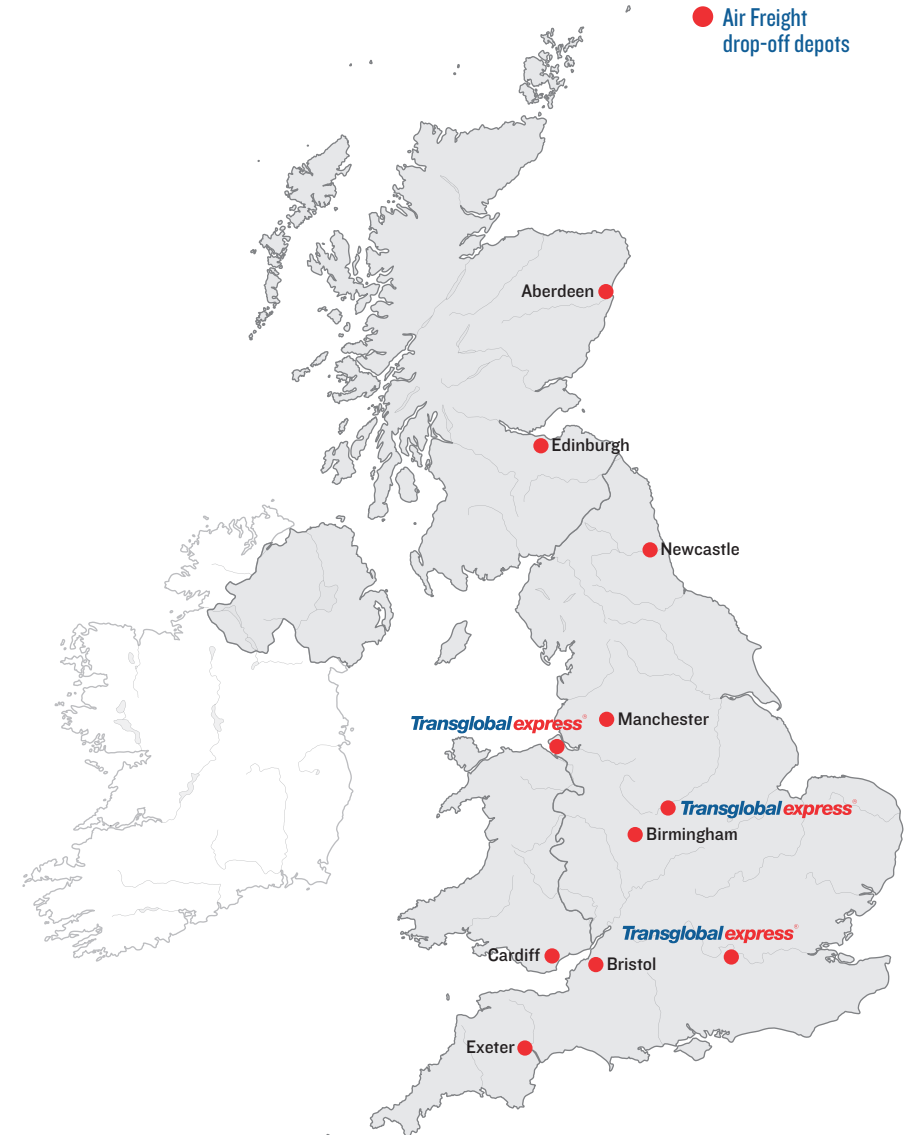 Air Freight
drop-off depots
Aberdeen
Edinburgh
Newcastle
Manchester
Transglobal express®
Transglobal express®
Birmingham
Transglobal express®
Cardiff
Bristol
Exeter